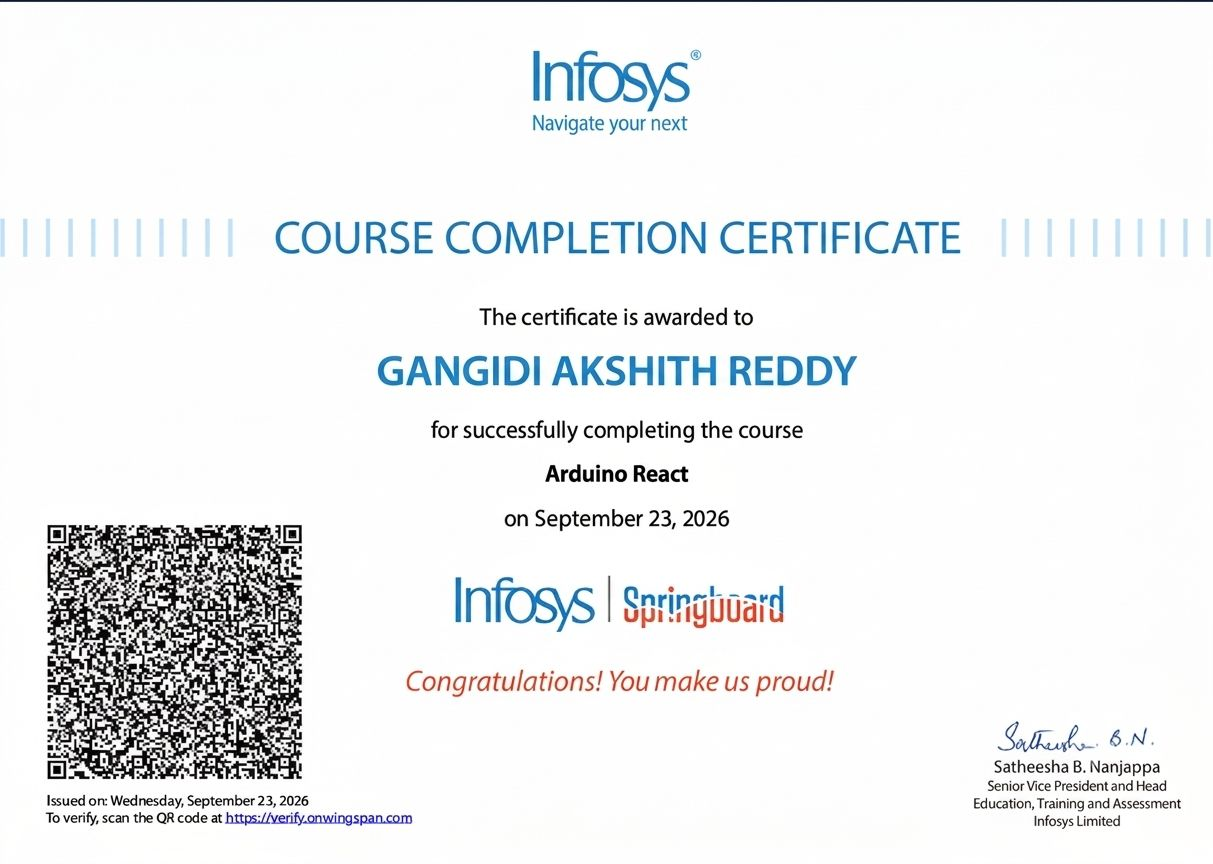 Infosys®
Navigate your next
COURSE COMPLETION CERTIFICATE
The certificate is awarded to
GANGIDI AKSHITH REDDY
for successfully completing the course
Arduino React
on September 23, 2026
Infosys | Springboard
Congratulations! You make us proud!
Satheesha B.N.
Satheesha B. Nanjappa
Senior Vice President and Head
Education, Training and Assessment
Infosys Limited
Issued on: Wednesday, September 23, 2026
To verify, scan the QR code at https://verify.onwingspan.com